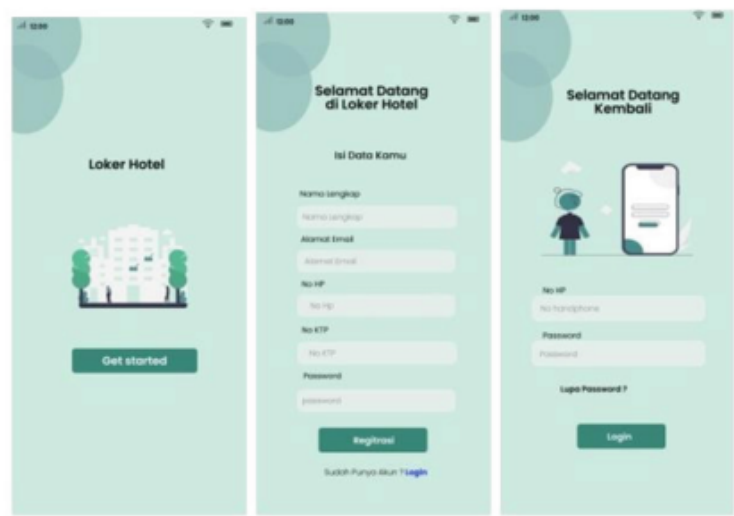 12:00
Loker Hotel
Get started
12:00
Selamat Datang
di Loker Hotel
Isi Data Kamu
Nama Lengkap
Nama Lengkap
Alamat Email
Alamat Email
No HP
No Hp
No KTP
No KTP
Password
password
Regitrasi
Sudah Punya Akun ? Login
12:00
Selamat Datang
Kembali
No HP
No handphone
Password
Password
Lupa Password ?
Login